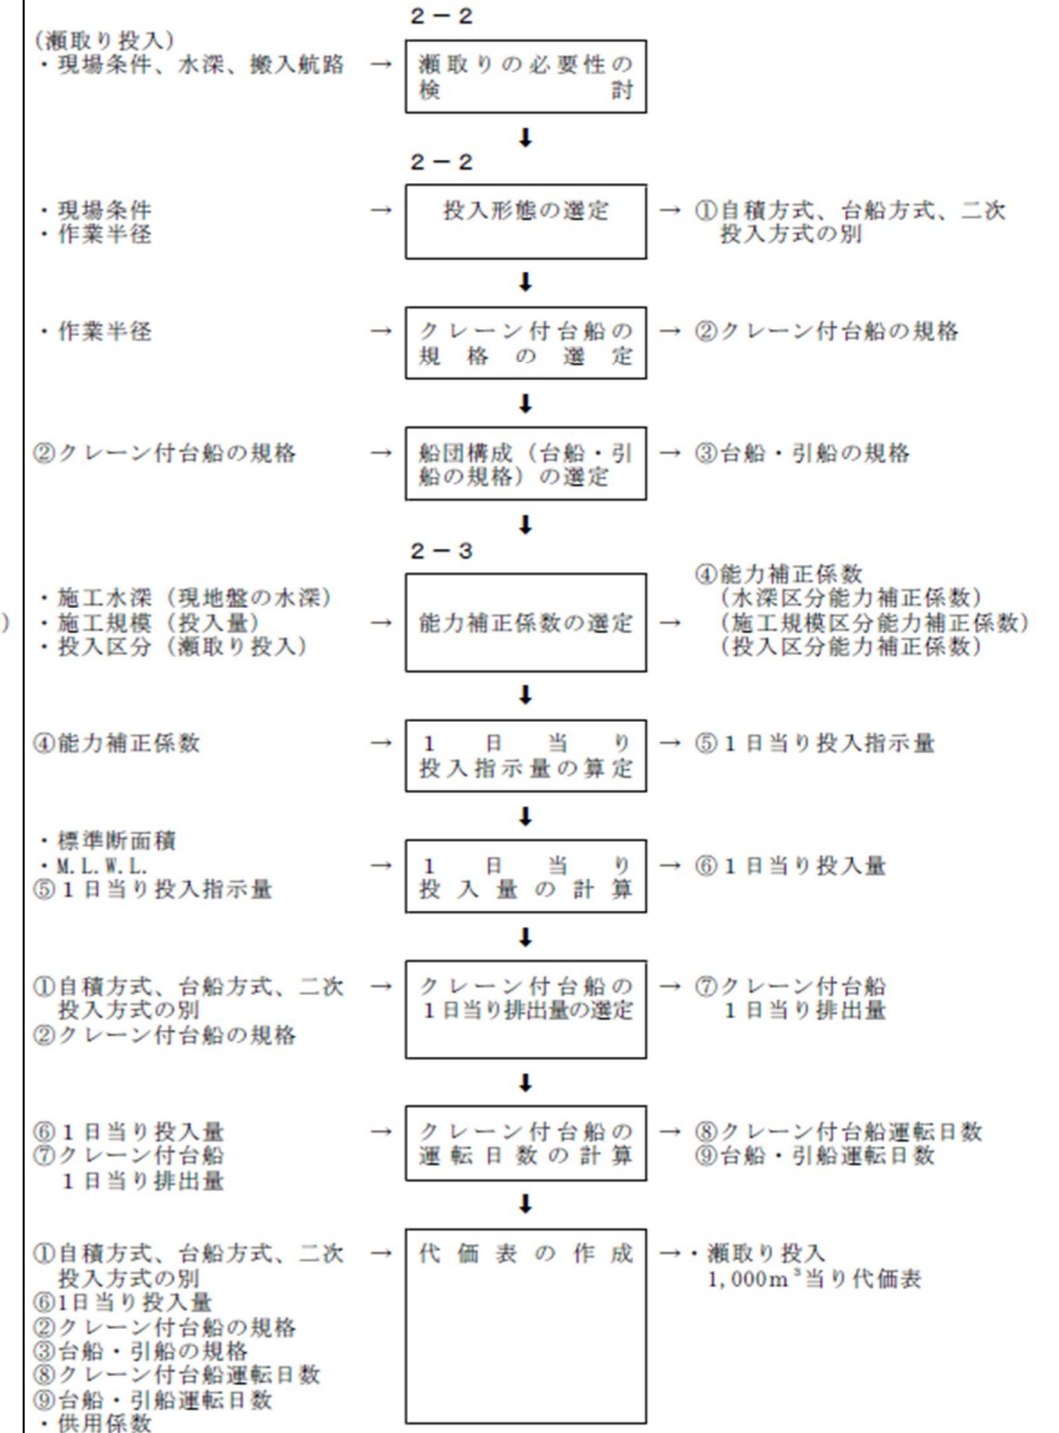 2－2
(瀬取り投入)
・現場条件、水深、搬入航路 → 瀬取りの必要性の
検討
⬇
2－2
・現場条件 → 投入形態の選定 → ①自積方式、台船方式、二次
・作業半径 投入方式の別
⬇
・作業半径 → クレーン付台船の → ②クレーン付台船の規格
規格の選定
⬇
②クレーン付台船の規格 → 船団構成（台船・引 → ③台船・引船の規格
船の規格）の選定
⬇
2－3
④能力補正係数
・施工水深（現地盤の水深） （水深区分能力補正係数）
) ・施工規模（投入量） → 能力補正係数の選定 → （施工規模区分能力補正係数）
・投入区分（瀬取り投入） （投入区分能力補正係数）
⬇
④能力補正係数 → 1日当り → ⑤1日当り投入指示量
投入指示量の算定
⬇
・標準断面積
・M.L.W.L. → 1日当り → ⑥1日当り投入量
⑤1日当り投入指示量 投入量の計算
⬇
①自積方式、台船方式、二次 → クレーン付台船の → ⑦クレーン付台船
投入方式の別 1日当り排出量の選定 1日当り排出量
②クレーン付台船の規格
⬇
⑥1日当り投入量 → クレーン付台船の → ⑧クレーン付台船運転日数
⑦クレーン付台船 運転日数の計算 ⑨台船・引船運転日数
1日当り排出量
⬇
①自積方式、台船方式、二次 → 代価表の作成 →・瀬取り投入
投入方式の別 1,000m³当り代価表
⑥1日当り投入量
②クレーン付台船の規格
③台船・引船の規格
⑧クレーン付台船運転日数
⑨台船・引船運転日数
・供用係数